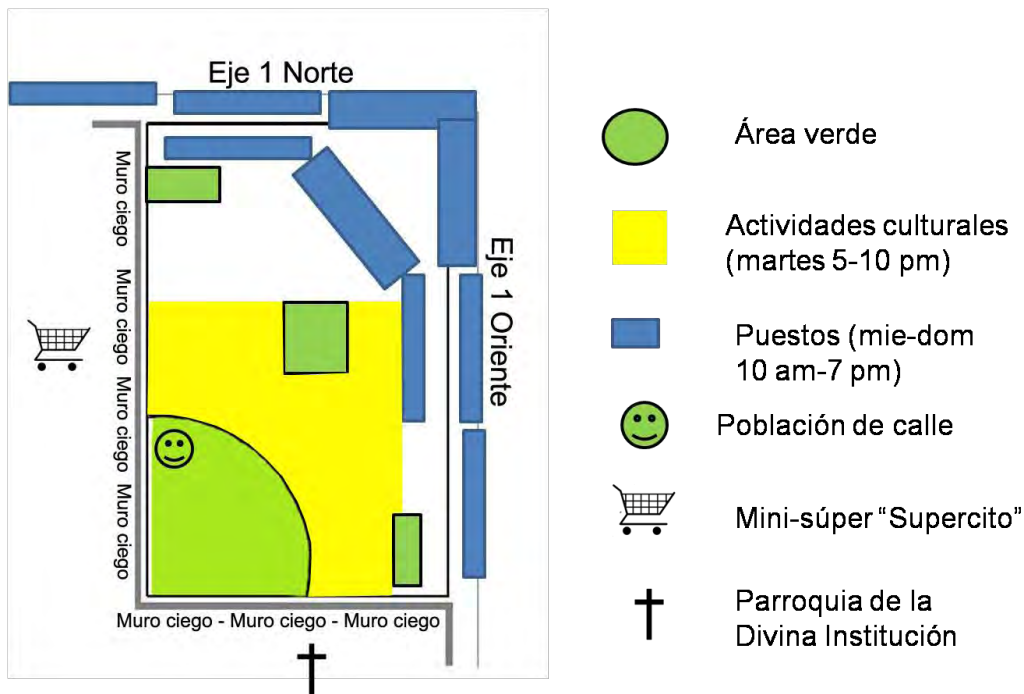 Eje 1 Norte
Muro ciego
Muro ciego
Muro ciego
Muro ciego
Eje 1 Oriente
Muro ciego - Muro ciego - Muro ciego
Área verde
Actividades culturales
(martes 5-10 pm)
Puestos (mie-dom
10 am-7 pm)
Población de calle
Mini-súper “Supercito”
Parroquia de la
Divina Institución